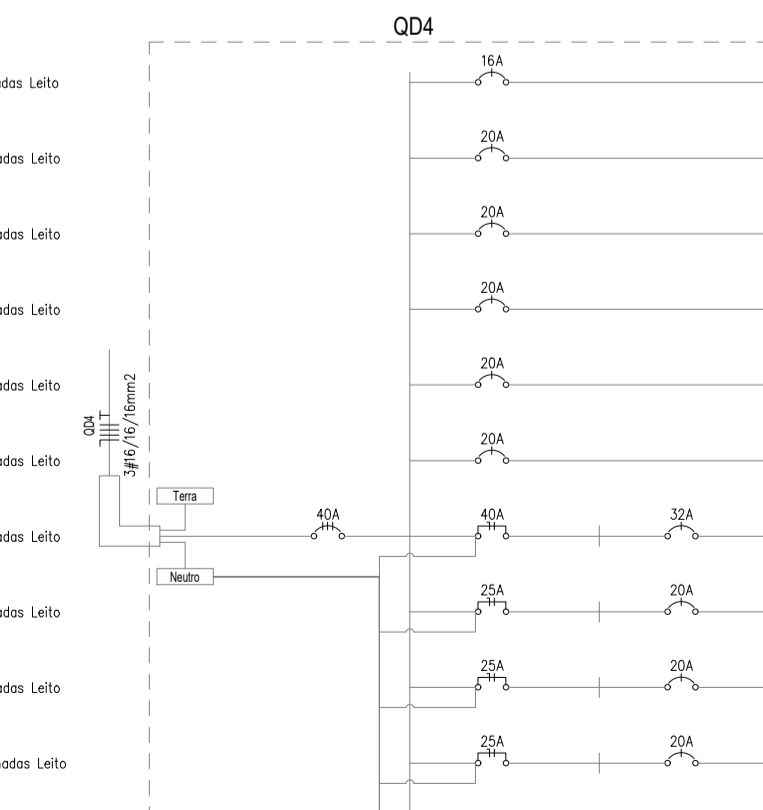 QD4
16A
adas Leito
20A
adas Leito
20A
adas Leito
20A
adas Leito
20A
adas Leito
QD4
3#16/16/16mm2
20A
adas Leito
Terra
40A
40A
32A
adas Leito
Neutro
25A
20A
adas Leito
25A
20A
adas Leito
25A
20A
nadas Leito